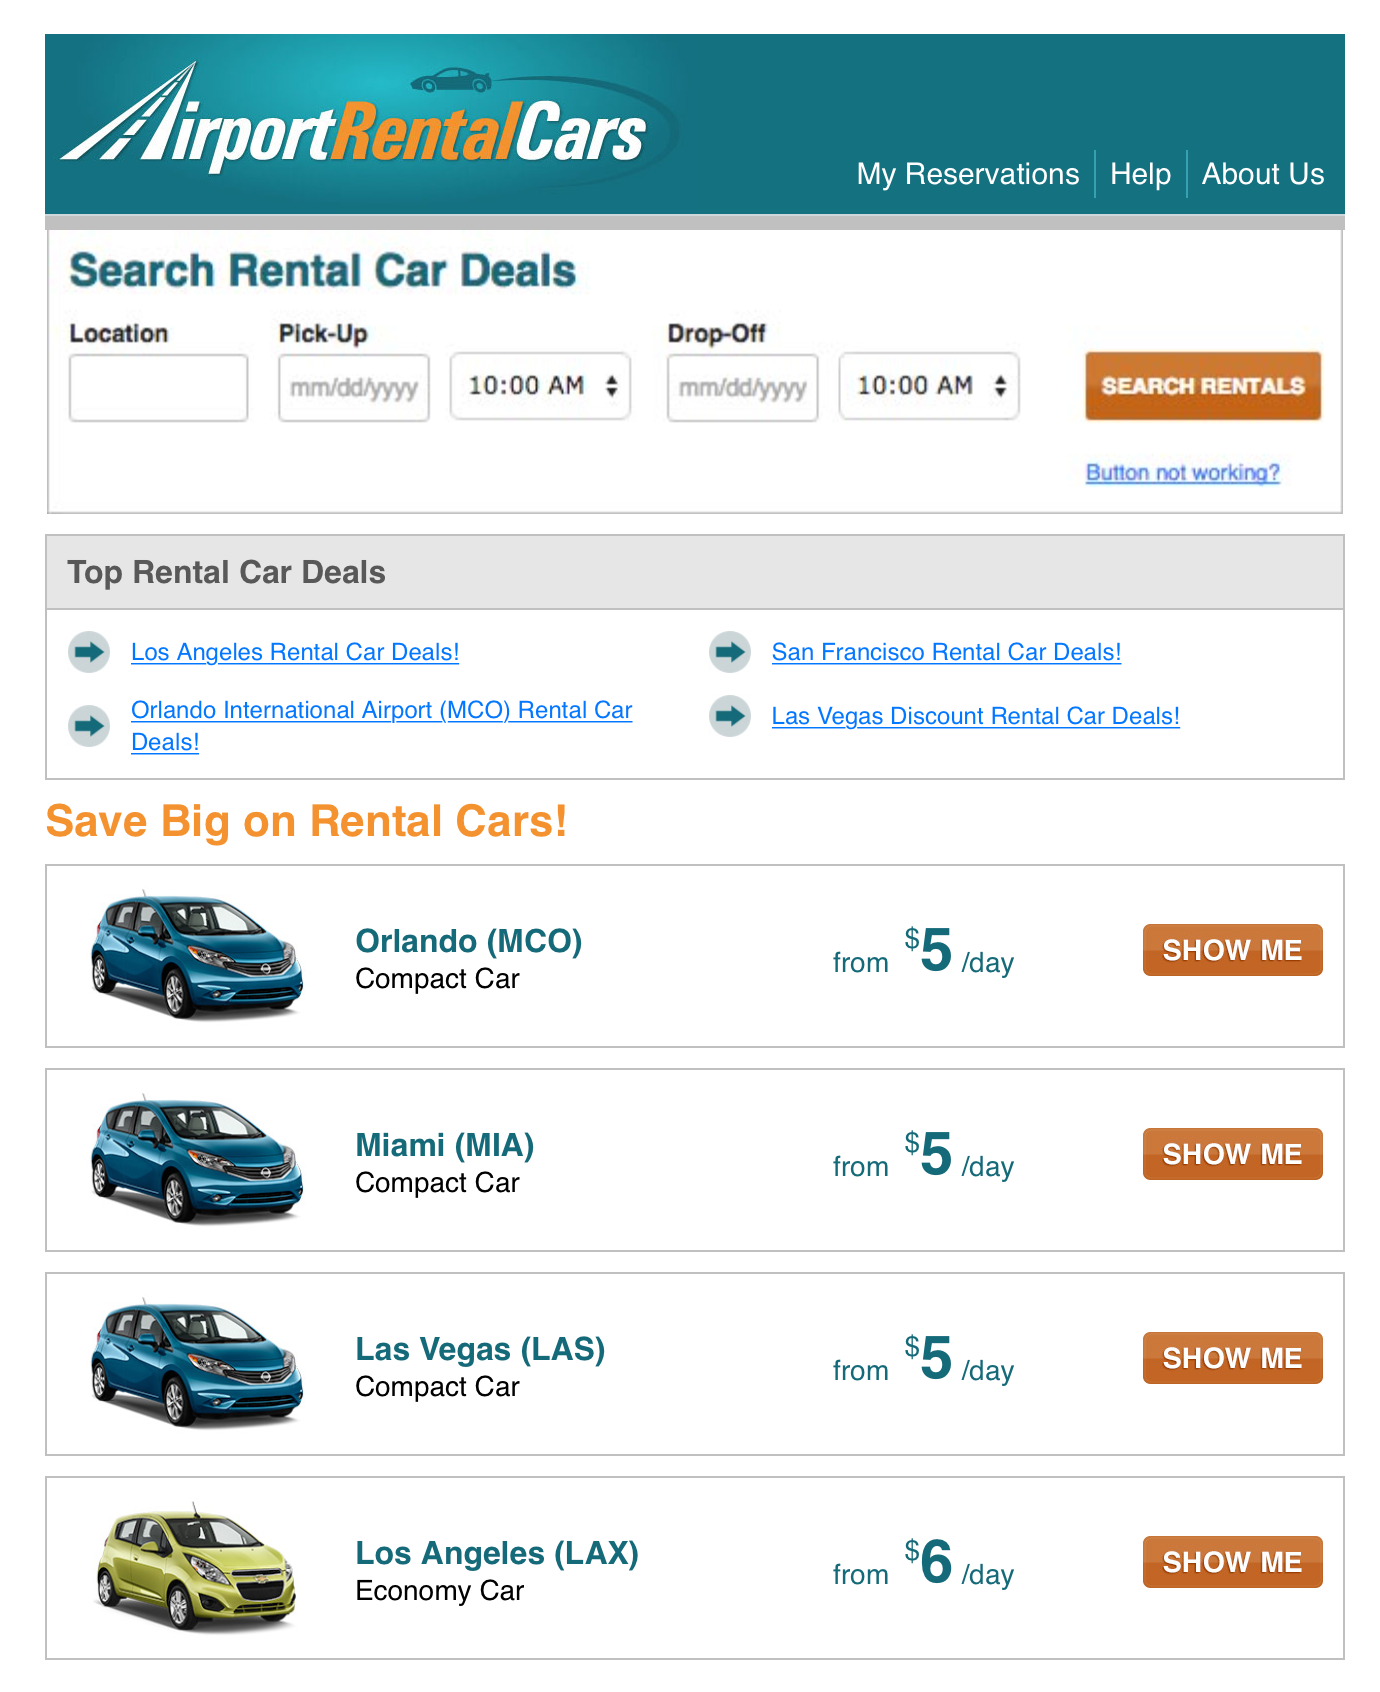 AirportRentalCars
My Reservations
Help
About Us
Search Rental Car Deals
Location
Pick-Up
Drop-Off
mm/dd/yyyy
10:00 AM
mm/dd/yyyy
10:00 AM
SEARCH RENTALS
Button not working?
Top Rental Car Deals
Los Angeles Rental Car Deals!
San Francisco Rental Car Deals!
Orlando International Airport (MCO) Rental Car
Deals!
Las Vegas Discount Rental Car Deals!
Save Big on Rental Cars!
Orlando (MCO)
Compact Car
from $5 /day
SHOW ME
Miami (MIA)
Compact Car
from $5 /day
SHOW ME
Las Vegas (LAS)
Compact Car
from $5 /day
SHOW ME
Los Angeles (LAX)
Economy Car
from $6 /day
SHOW ME